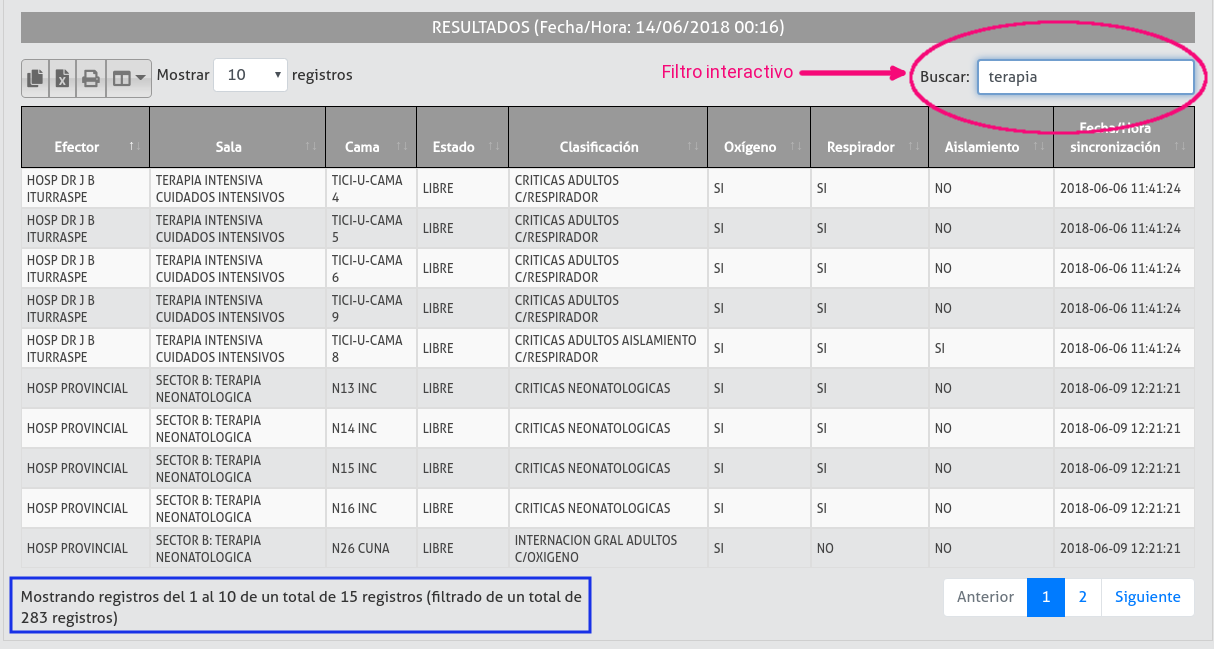 RESULTADOS (Fecha/Hora: 14/06/2018 00:16)
Mostrar 10 registros
Filtro interactivo
Buscar: terapia
Efector Sala Cama Estado Clasificación Oxígeno Respirador Aislamiento Fecha/Hora sincronización
HOSP DR J B ITURRASPE TERAPIA INTENSIVA CUIDADOS INTENSIVOS TICI-U-CAMA 4 LIBRE CRITICAS ADULTOS C/RESPIRADOR SI SI NO 2018-06-06 11:41:24
HOSP DR J B ITURRASPE TERAPIA INTENSIVA CUIDADOS INTENSIVOS TICI-U-CAMA 5 LIBRE CRITICAS ADULTOS C/RESPIRADOR SI SI NO 2018-06-06 11:41:24
HOSP DR J B ITURRASPE TERAPIA INTENSIVA CUIDADOS INTENSIVOS TICI-U-CAMA 6 LIBRE CRITICAS ADULTOS C/RESPIRADOR SI SI NO 2018-06-06 11:41:24
HOSP DR J B ITURRASPE TERAPIA INTENSIVA CUIDADOS INTENSIVOS TICI-U-CAMA 9 LIBRE CRITICAS ADULTOS C/RESPIRADOR SI SI NO 2018-06-06 11:41:24
HOSP DR J B ITURRASPE TERAPIA INTENSIVA CUIDADOS INTENSIVOS TICI-U-CAMA 8 LIBRE CRITICAS ADULTOS AISLAMIENTO C/RESPIRADOR SI SI SI 2018-06-06 11:41:24
HOSP PROVINCIAL SECTOR B: TERAPIA NEONATOLOGICA N13 INC LIBRE CRITICAS NEONATOLOGICAS SI SI NO 2018-06-09 12:21:21
HOSP PROVINCIAL SECTOR B: TERAPIA NEONATOLOGICA N14 INC LIBRE CRITICAS NEONATOLOGICAS SI SI NO 2018-06-09 12:21:21
HOSP PROVINCIAL SECTOR B: TERAPIA NEONATOLOGICA N15 INC LIBRE CRITICAS NEONATOLOGICAS SI SI NO 2018-06-09 12:21:21
HOSP PROVINCIAL SECTOR B: TERAPIA NEONATOLOGICA N16 INC LIBRE CRITICAS NEONATOLOGICAS SI SI NO 2018-06-09 12:21:21
HOSP PROVINCIAL SECTOR B: TERAPIA NEONATOLOGICA N26 CUNA LIBRE INTERNACION GRAL ADULTOS C/OXIGENO SI NO NO 2018-06-09 12:21:21
Mostrando registros del 1 al 10 de un total de 15 registros (filtrado de un total de
283 registros)
Anterior 1 2 Siguiente